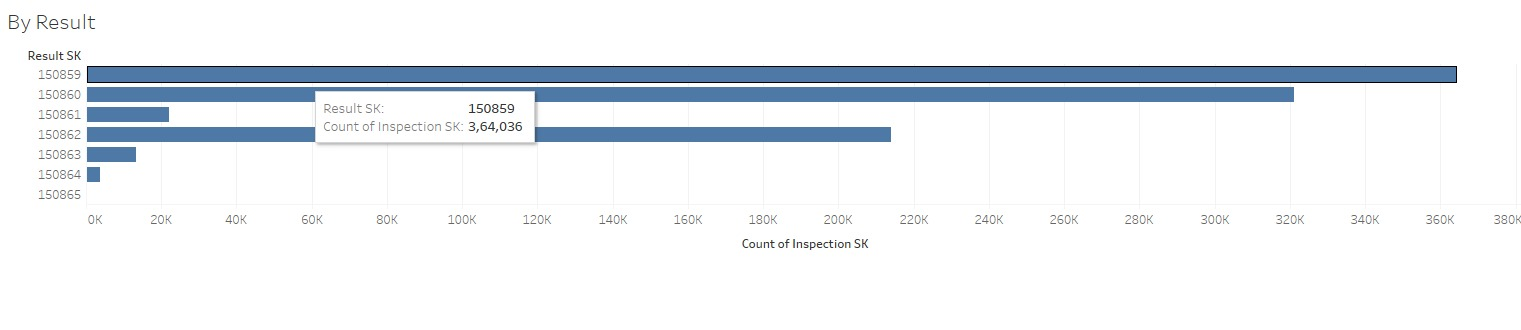 By Result
Result SK
150859
150860
Result SK: 150859
150861
Count of Inspection SK: 3,64,036
150862
150863
150864
150865
0K 20K 40K 60K 80K 100K 120K 140K 160K 180K 200K 220K 240K 260K 280K 300K 320K 340K 360K 380K
Count of Inspection SK